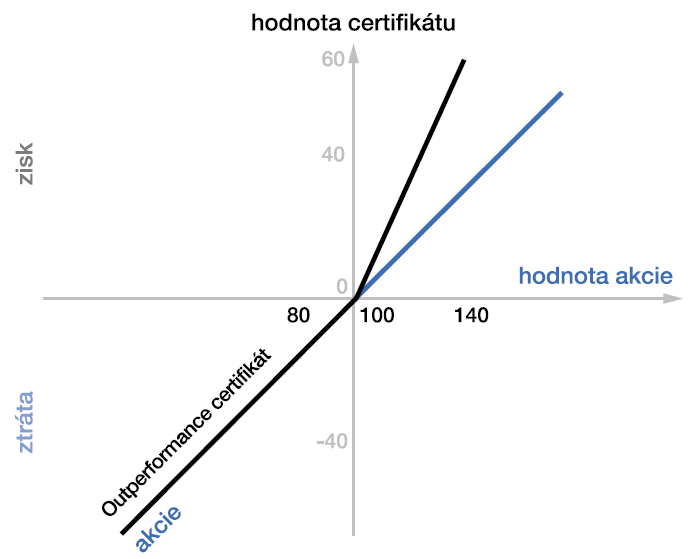 hodnota certifikátu
60
zisk
40
0
hodnota akcie
80
100
140
ztráta
Outperformance certifikát
-40
akcie